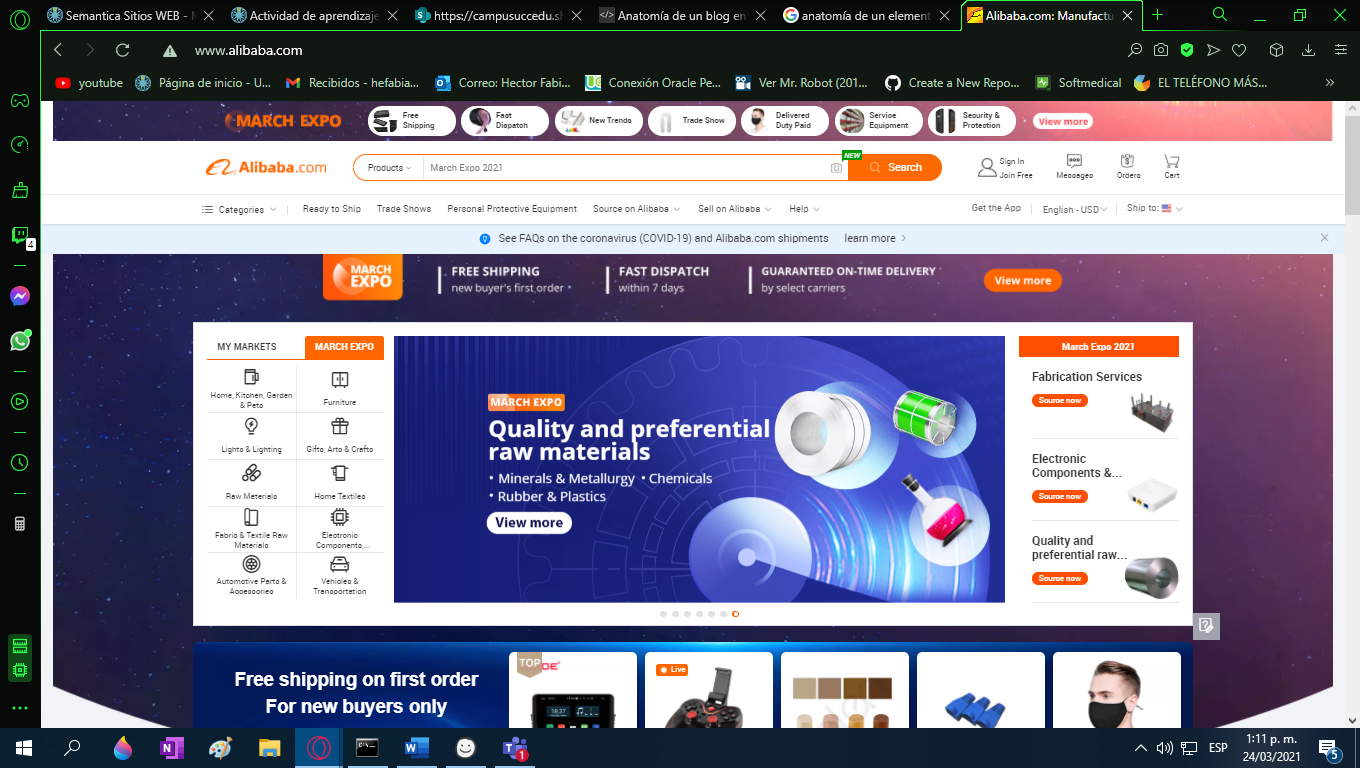 Semantica Sitios WEB - M
Actividad de aprendizaje
https://campusuccedu.sh
Anatomía de un blog en
anatomía de un element
Alibaba.com: Manufactu
www.alibaba.com
youtube
Página de inicio - U...
Recibidos - hefabia...
Correo: Hector Fabi...
Conexión Oracle Pe...
Ver Mr. Robot (201...
Create a New Repo...
Softmedical
EL TELÉFONO MÁS...
»
MARCH EXPO
Free
Shipping
Fast
Dispatch
New Trends
Trade Show
Delivered
Duty Paid
Service
Equipment
Security &
Protection
View more
Alibaba.com
Products
March Expo 2021
NEW
Search
Sign In
Join Free
Messages
Orders
Cart
Categories
Ready to Ship
Trade Shows
Personal Protective Equipment
Source on Alibaba
Sell on Alibaba
Help
Get the App
English - USD
Ship to:
See FAQs on the coronavirus (COVID-19) and Alibaba.com shipments
learn more
MARCH
EXPO
FREE SHIPPING
new buyer's first order
FAST DISPATCH
within 7 days
GUARANTEED ON-TIME DELIVERY
by select carriers
View more
MY MARKETS
MARCH EXPO
Home, Kitchen, Garden
& Pets
Furniture
Lights & Lighting
Gifts, Arts & Crafts
Raw Materials
Home Textiles
Fabric & Textile Raw
Materials
Electronic
Components,...
Automotive Parts &
Accessories
Vehicles &
Transportation
MARCH EXPO
Quality and preferential
raw materials
• Minerals & Metallurgy • Chemicals
• Rubber & Plastics
View more
March Expo 2021
Fabrication Services
Source now
Electronic
Components &...
Source now
Quality and
preferential raw...
Source now
Free shipping on first order
For new buyers only
TOP
Live
18:37
4
ESP
1:11 p. m.
24/03/2021
1
5